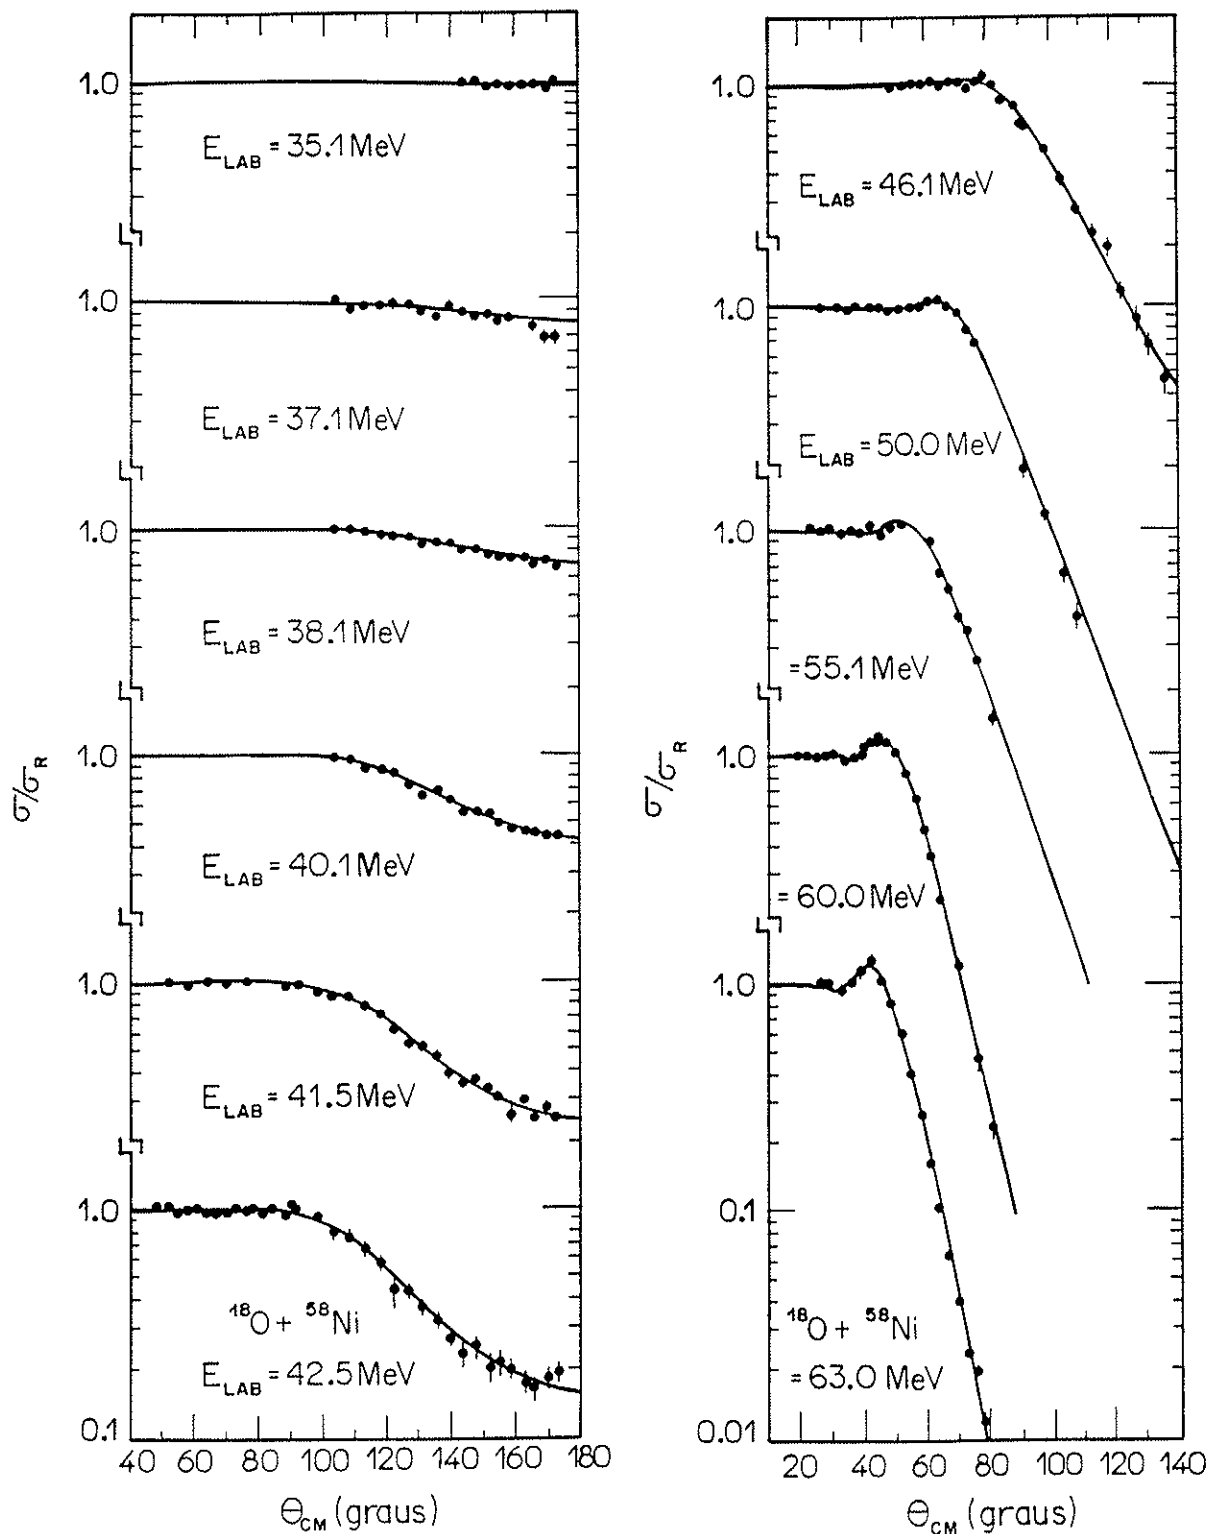 1.0
E_LAB = 35.1 MeV
1.0
E_LAB = 37.1 MeV
1.0
E_LAB = 38.1 MeV
1.0
σ/σ_R
E_LAB = 40.1 MeV
1.0
E_LAB = 41.5 MeV
1.0
¹⁸O + ⁵⁸Ni
E_LAB = 42.5 MeV
0.1
40 60 80 100 120 140 160 180
Θ_CM (graus)
1.0
E_LAB = 46.1 MeV
1.0
E_LAB = 50.0 MeV
1.0
= 55.1 MeV
1.0
σ/σ_R
= 60.0 MeV
1.0
0.1
¹⁸O + ⁵⁸Ni
= 63.0 MeV
0.01
20 40 60 80 100 120 140
Θ_CM (graus)